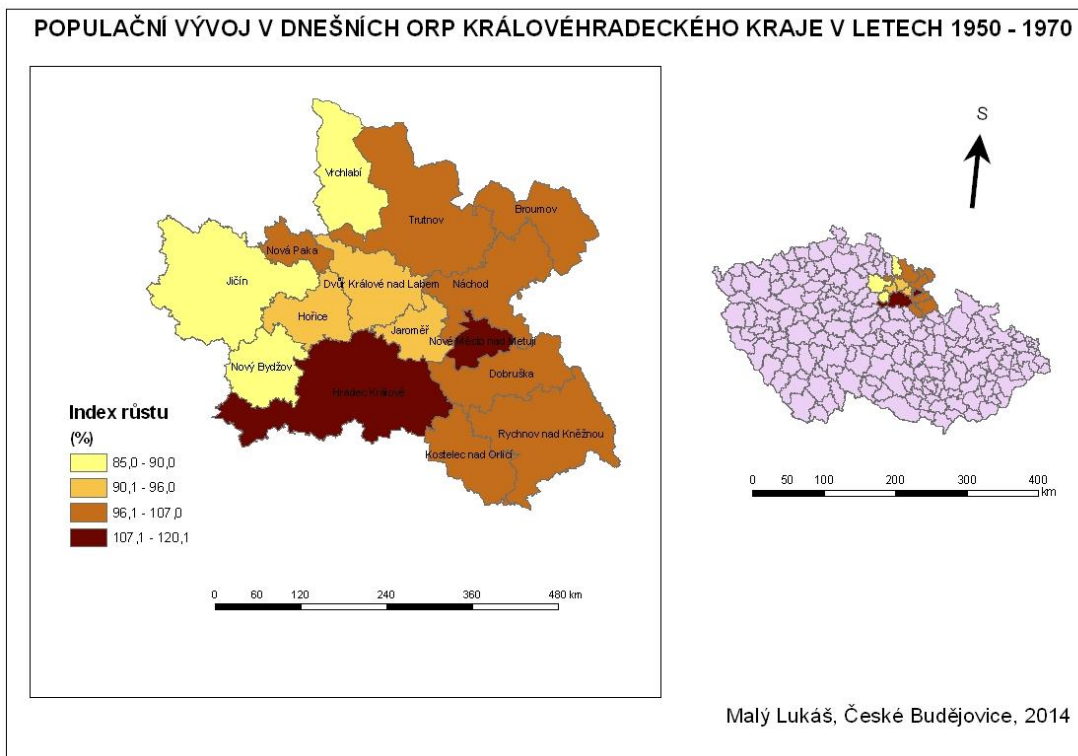 POPULAČNÍ VÝVOJ V DNEŠNÍCH ORP KRÁLOVÉHRADECKÉHO KRAJE V LETECH 1950 - 1970
Vrchlabí
Trutnov
Broumov
Nová Paka
Jičín
Dvůr Králové nad Labem
Náchod
Hořice
Jaroměř
Nové Město nad Metují
Nový Bydžov
Dobruška
Hradec Králové
Rychnov nad Kněžnou
Kostelec nad Orlicí
Index růstu
(%)
85,0 - 90,0
90,1 - 96,0
96,1 - 107,0
107,1 - 120,1
0 60 120 240 360 480 km
S
0 50 100 200 300 400
km
Malý Lukáš, České Budějovice, 2014